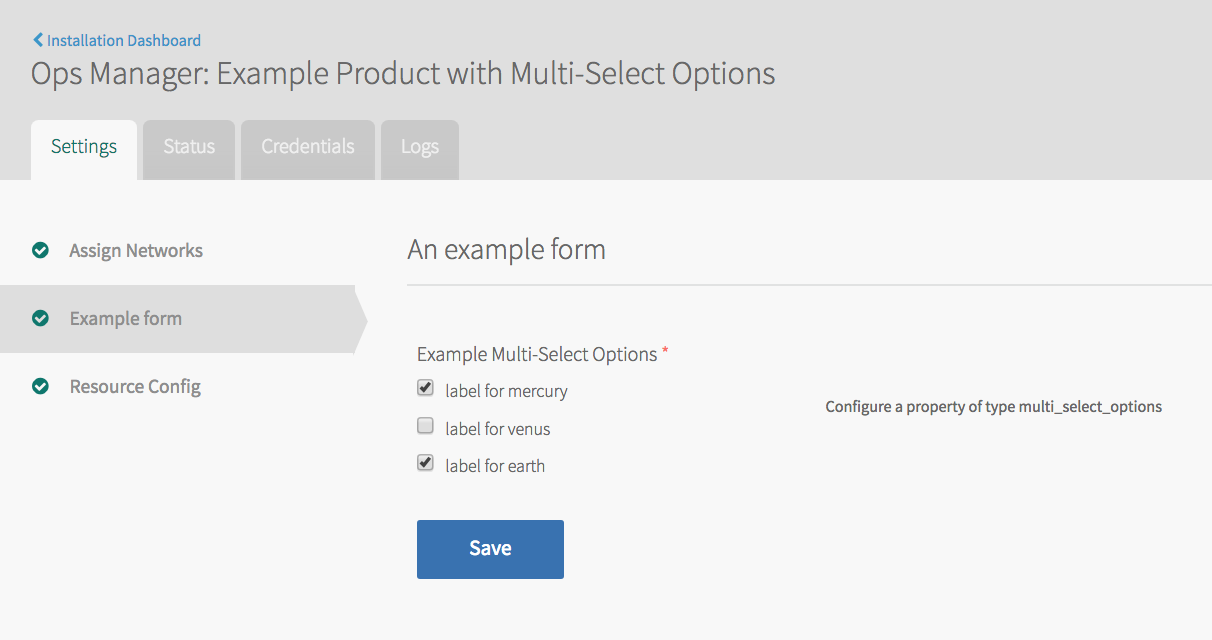 Installation Dashboard
Ops Manager: Example Product with Multi-Select Options
Settings
Status
Credentials
Logs
Assign Networks
Example form
Resource Config
An example form
Example Multi-Select Options *
label for mercury
label for venus
label for earth
Configure a property of type multi_select_options
Save